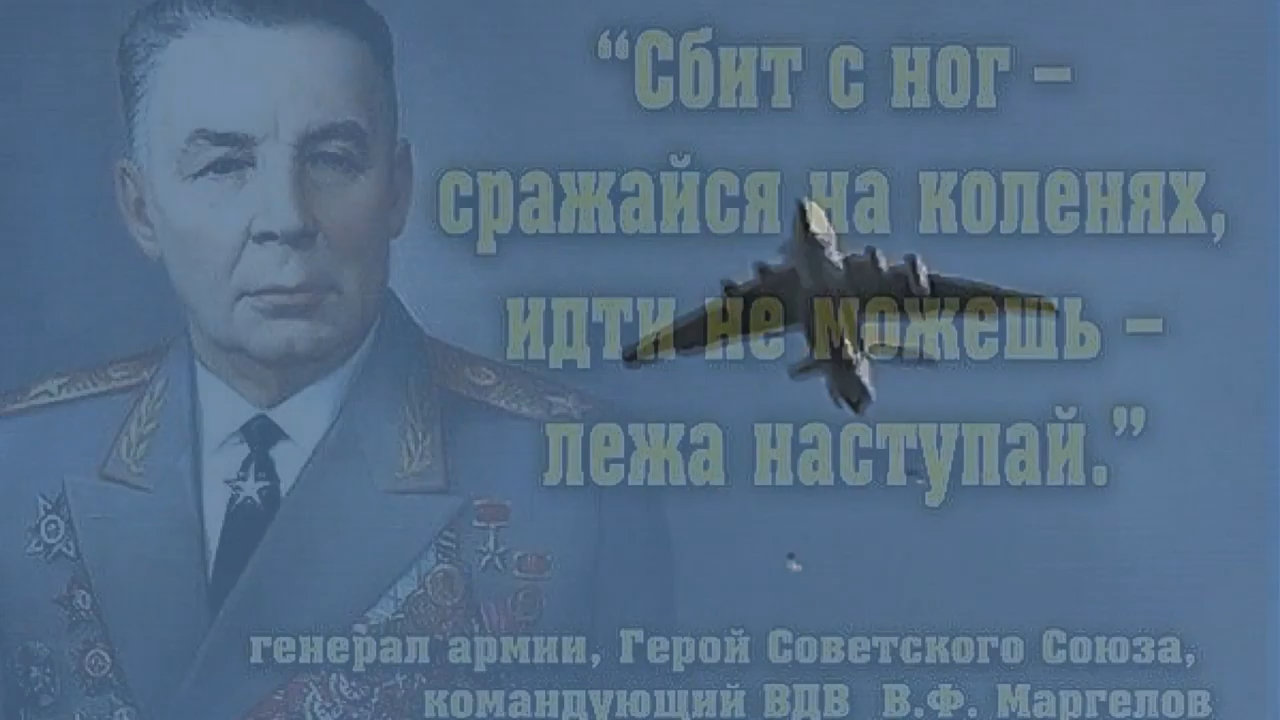 “Сбит с ног –
сражайся на коленях,
идти не можешь –
лежа наступай.”
генерал армии, Герой Советского Союза,
командующий ВДВ В.Ф. Маргелов